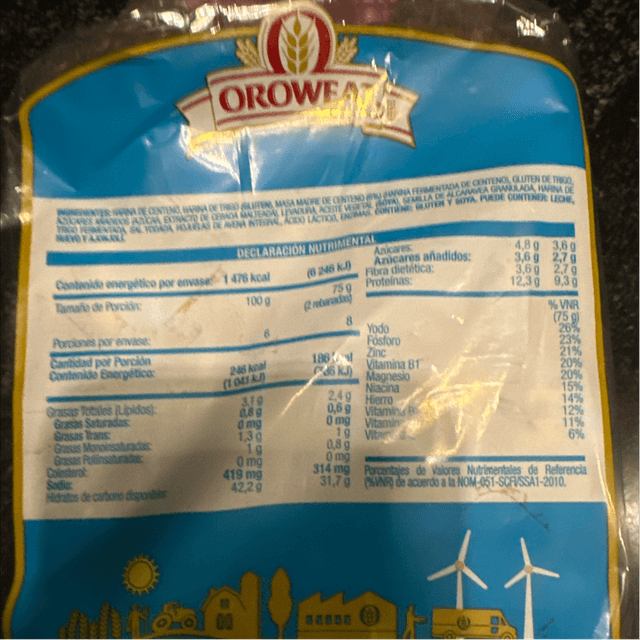 OROWEAT
INGREDIENTES: HARINA DE CENTENO, HARINA DE TRIGO (GLUTEN), MASA MADRE DE CENTENO (HARINA FERMENTADA DE CENTENO), GLUTEN DE TRIGO,
AZÚCARES AÑADIDOS (AZÚCAR, EXTRACTO DE CEBADA MALTEADA), LEVADURA, ACEITE VEGETAL (SOYA), SEMILLA DE ALCARAVEA GRANULADA, HARINA DE
TRIGO FERMENTADA, SAL YODADA, HOJUELAS DE AVENA INTEGRAL, ÁCIDO LÁCTICO, ENZIMAS. CONTIENE: GLUTEN Y SOYA. PUEDE CONTENER: LECHE,
HUEVO Y AJONJOLÍ.
DECLARACIÓN NUTRIMENTAL
Contenido energético por envase: 1 476 kcal (6 246 kJ)
Tamaño de Porción: 100 g 75 g
(2 rebanadas)
Porciones por envase: 6 8
Cantidad por Porción
Contenido Energético: 246 kcal 186
(1 041 kJ)
Grasas Totales (Lípidos): 3,1 g 2,4 g
Grasas Saturadas: 0,8 g 0,6 g
Grasas Trans: 0 mg 0 mg
Grasas Monoinsaturadas: 1,3 g 1 g
Grasas Poliinsaturadas: 1 g 0,8 g
Colesterol: 0 mg 0 mg
Sodio: 419 mg 314 mg
Hidratos de carbono disponibles: 42,2 g 31,7 g
Azúcares: 4,8 g 3,6 g
Azúcares añadidos: 3,6 g 2,7 g
Fibra dietética: 3,6 g 2,7 g
Proteínas: 12,3 g 9,3 g
% VNR
(75 g)
Yodo 26%
Fósforo 23%
Zinc 21%
Vitamina B1 20%
Magnesio 20%
Niacina 15%
Hierro 14%
Vitamina 12%
Vitamina 11%
6%
Porcentajes de Valores Nutrimentales de Referencia
(%VNR) de acuerdo a la NOM-051-SCFI/SSA1-2010.